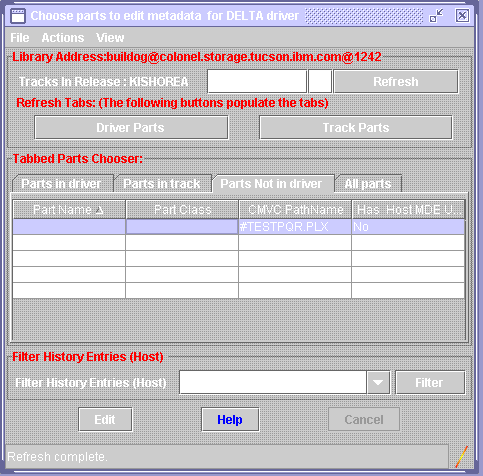 Choose parts to edit metadata for DELTA driver
File Actions View
Library Address:buildog@colonel.storage.tucson.ibm.com@1242
Tracks In Release : KISHOREA Refresh
Refresh Tabs: (The following buttons populate the tabs)
Driver Parts Track Parts
Tabbed Parts Chooser:
Parts in driver Parts in track Parts Not in driver All parts
Part Name Part Class CMVC PathName Has Host MDE U...
#TESTPQR.PLX No
Filter History Entries (Host)
Filter History Entries (Host) Filter
Edit Help Cancel
Refresh complete.